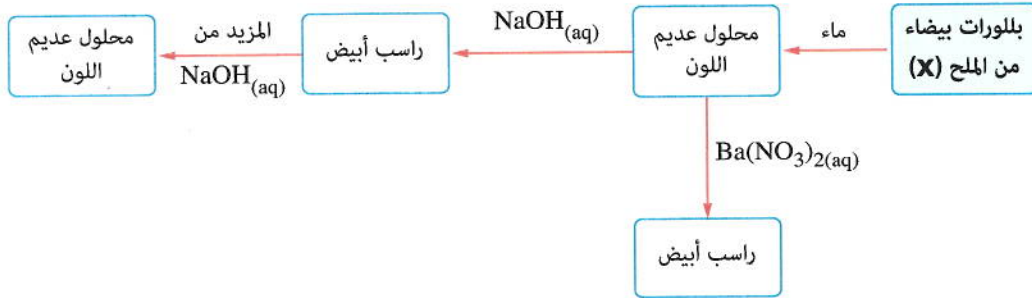 بللورات بيضاء
من الملح (X)
ماء
محلول عديم
اللون
NaOH(aq)
راسب أبيض
المزيد من
NaOH(aq)
محلول عديم
اللون
Ba(NO3)2(aq)
راسب أبيض